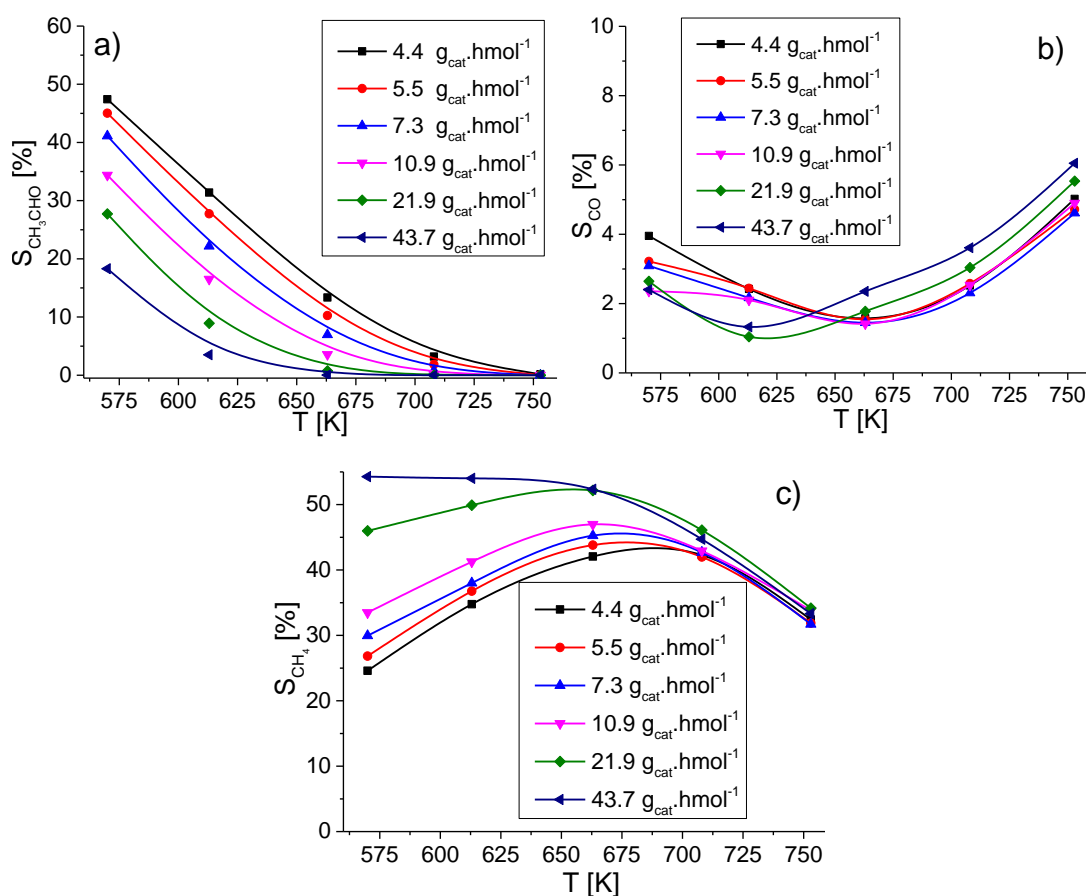 a)
S_CH₃CHO [%]
60
50
40
30
20
10
0
4.4 g_cat.hmol⁻¹
5.5 g_cat.hmol⁻¹
7.3 g_cat.hmol⁻¹
10.9 g_cat.hmol⁻¹
21.9 g_cat.hmol⁻¹
43.7 g_cat.hmol⁻¹
575 600 625 650 675 700 725 750
T [K]
b)
S_CO [%]
10
8
6
4
2
0
4.4 g_cat.hmol⁻¹
5.5 g_cat.hmol⁻¹
7.3 g_cat.hmol⁻¹
10.9 g_cat.hmol⁻¹
21.9 g_cat.hmol⁻¹
43.7 g_cat.hmol⁻¹
575 600 625 650 675 700 725 750
T [K]
c)
S_CH₄ [%]
50
40
30
20
10
0
4.4 g_cat.hmol⁻¹
5.5 g_cat.hmol⁻¹
7.3 g_cat.hmol⁻¹
10.9 g_cat.hmol⁻¹
21.9 g_cat.hmol⁻¹
43.7 g_cat.hmol⁻¹
575 600 625 650 675 700 725 750
T [K]